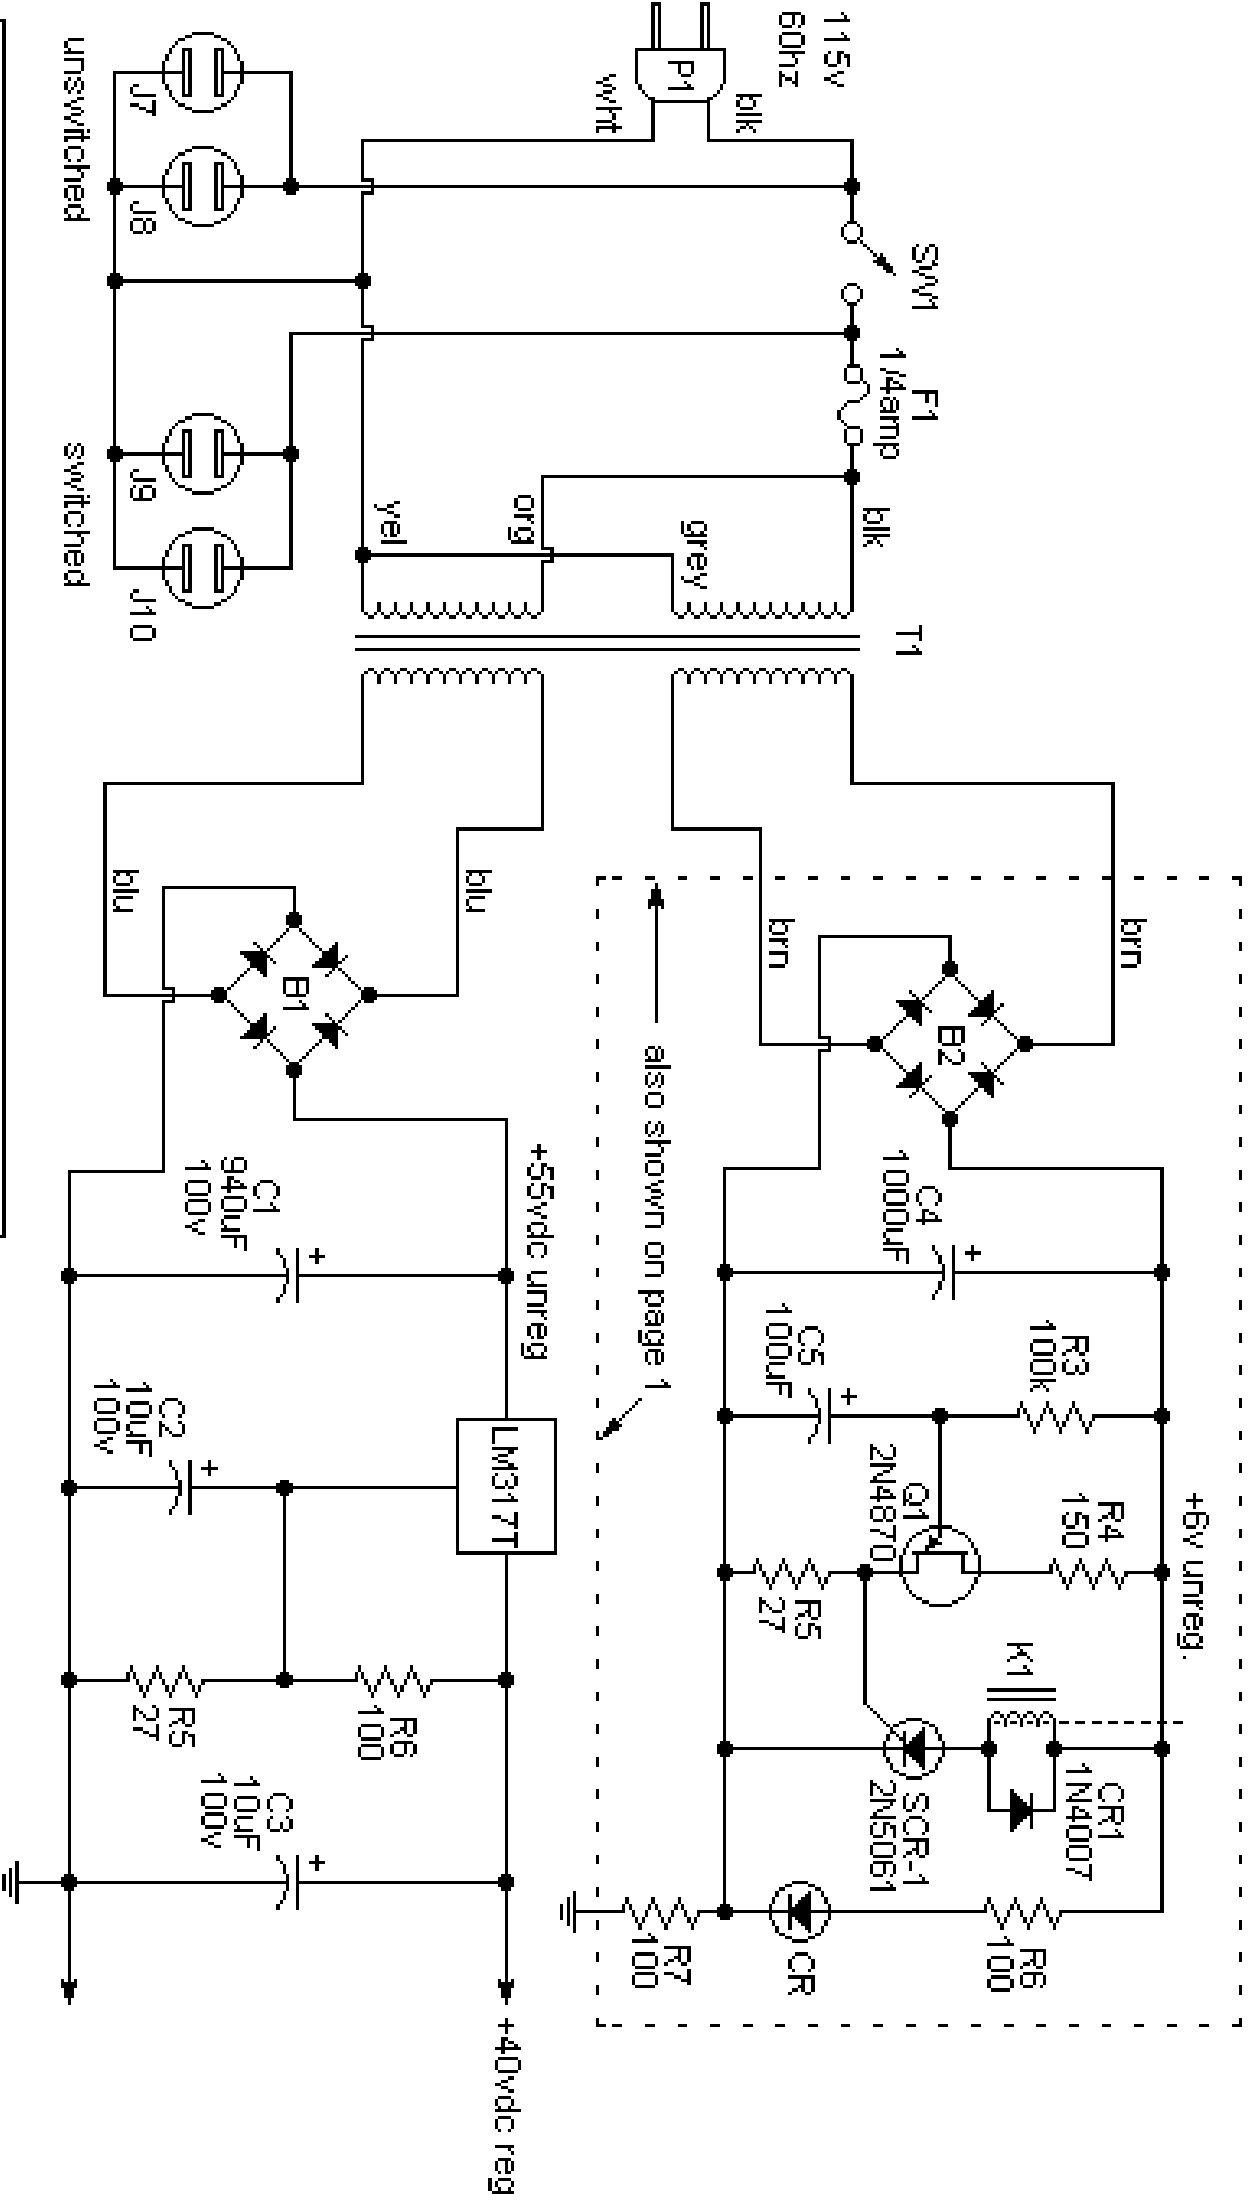 115v
60hz
P1
blk
wht
SW1
F1
1/4amp
blk
grey
org
yel
T1
J7
J8
unswitched
J9
J10
switched
brn
brn
B2
C4
1000uF
C5
100uF
R3
100k
R4
150
+6v unreg.
Q1
2N4870
R5
27
K1
CR1
1N4007
SCR-1
2N5061
R6
100
CR
R7
100
also shown on page 1
blu
blu
B1
+55vdc unreg
C1
940uF
100v
LM317T
C2
10uF
100v
R6
100
R5
27
C3
10uF
100v
+40vdc reg
+
+
+
+
+